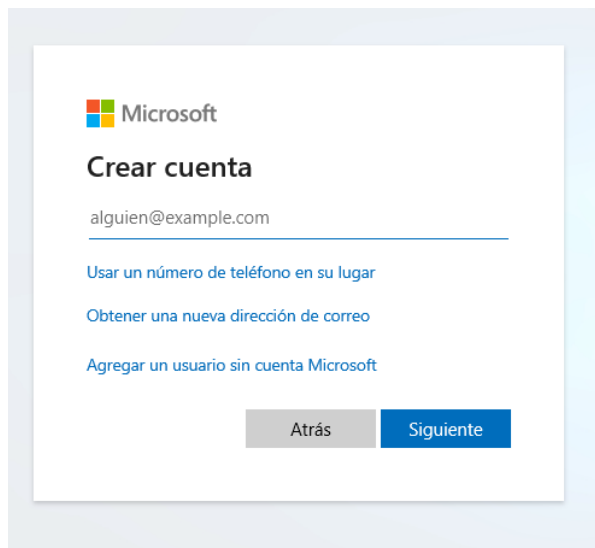 Microsoft
Crear cuenta
alguien@example.com
Usar un número de teléfono en su lugar
Obtener una nueva dirección de correo
Agregar un usuario sin cuenta Microsoft
Atrás
Siguiente